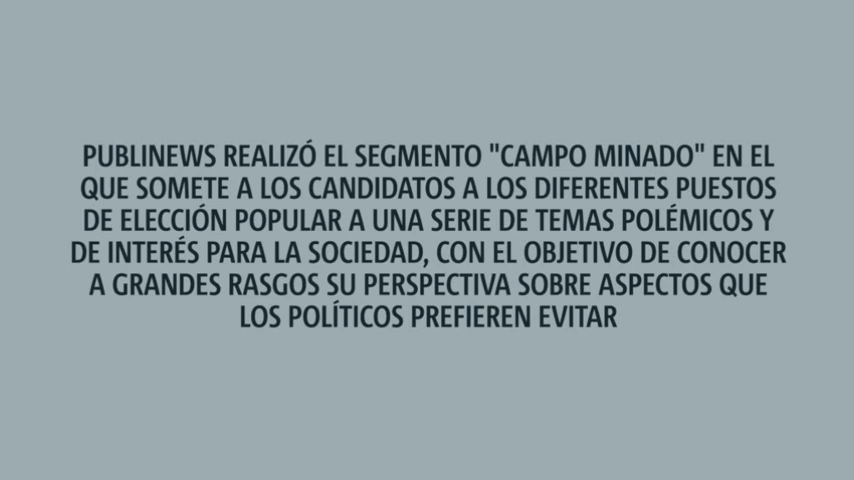 PUBLINEWS REALIZÓ EL SEGMENTO "CAMPO MINADO" EN EL
QUE SOMETE A LOS CANDIDATOS A LOS DIFERENTES PUESTOS
DE ELECCIÓN POPULAR A UNA SERIE DE TEMAS POLÉMICOS Y
DE INTERÉS PARA LA SOCIEDAD, CON EL OBJETIVO DE CONOCER
A GRANDES RASGOS SU PERSPECTIVA SOBRE ASPECTOS QUE
LOS POLÍTICOS PREFIEREN EVITAR